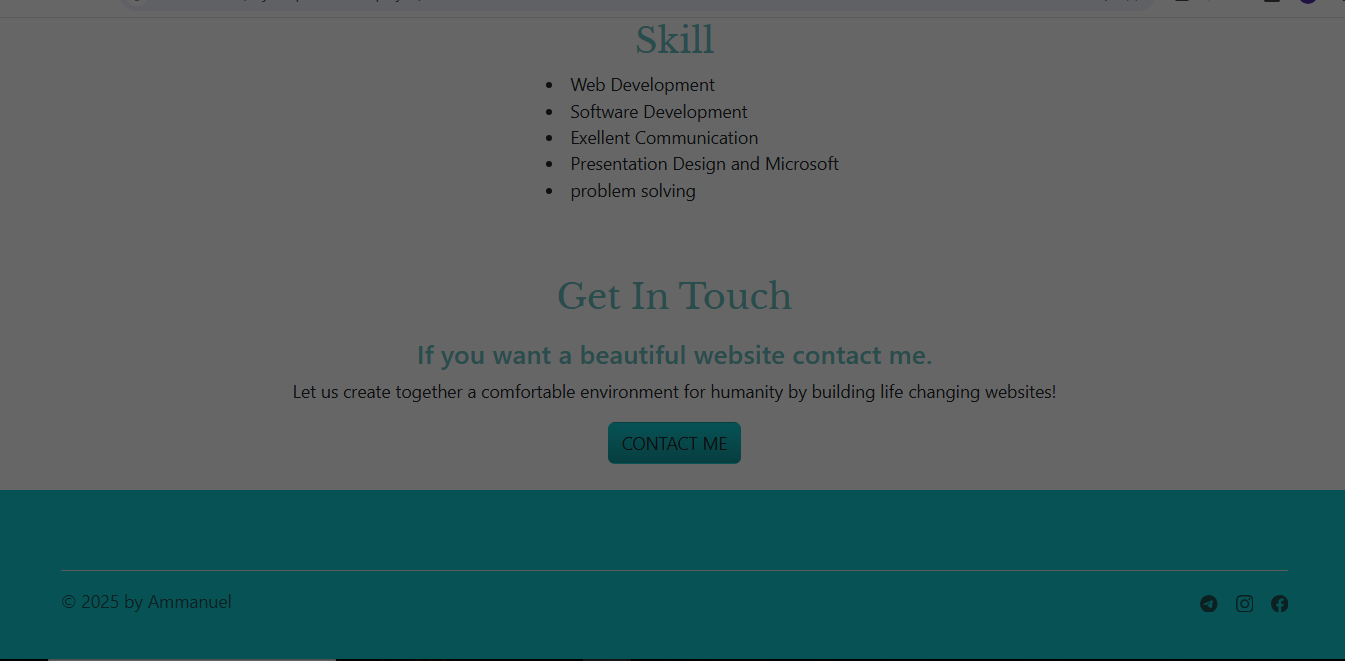 Skill
Web Development
Software Development
Exellent Communication
Presentation Design and Microsoft
problem solving
Get In Touch
If you want a beautiful website contact me.
Let us create together a comfortable environment for humanity by building life changing websites!
CONTACT ME
© 2025 by Ammanuel